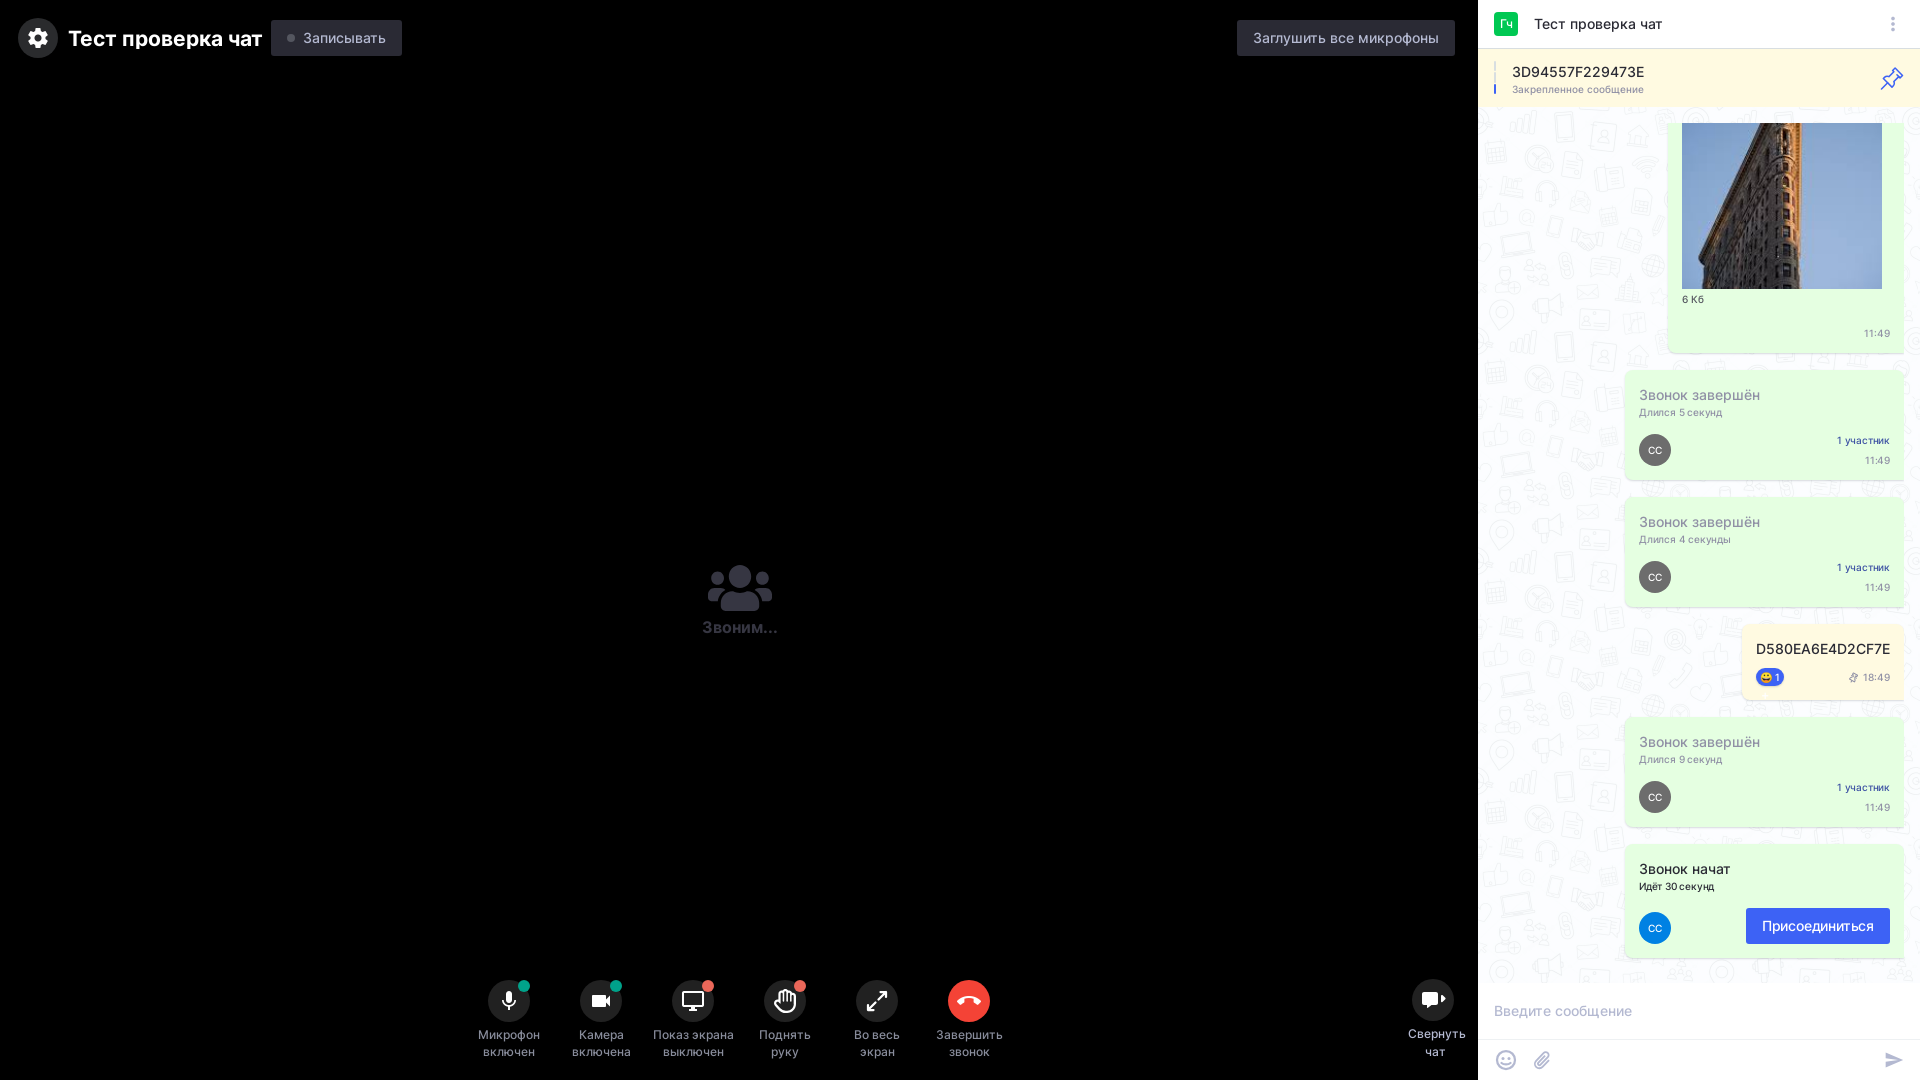 Тест проверка чат
Записывать
Заглушить все микрофоны
Звоним...
Микрофон
включен
Камера
включена
Показ экрана
выключен
Поднять
руку
Во весь
экран
Завершить
звонок
Свернуть
чат
Гч
Тест проверка чат
3D94557F229473E
Закрепленное сообщение
6 Кб
11:49
Звонок завершён
Длился 5 секунд
СС
1 участник
11:49
Звонок завершён
Длился 4 секунды
СС
1 участник
11:49
D580EA6E4D2CF7E
1
18:49
Звонок завершён
Длился 9 секунд
СС
1 участник
11:49
Звонок начат
Идёт 30 секунд
СС
Присоединиться
Введите сообщение